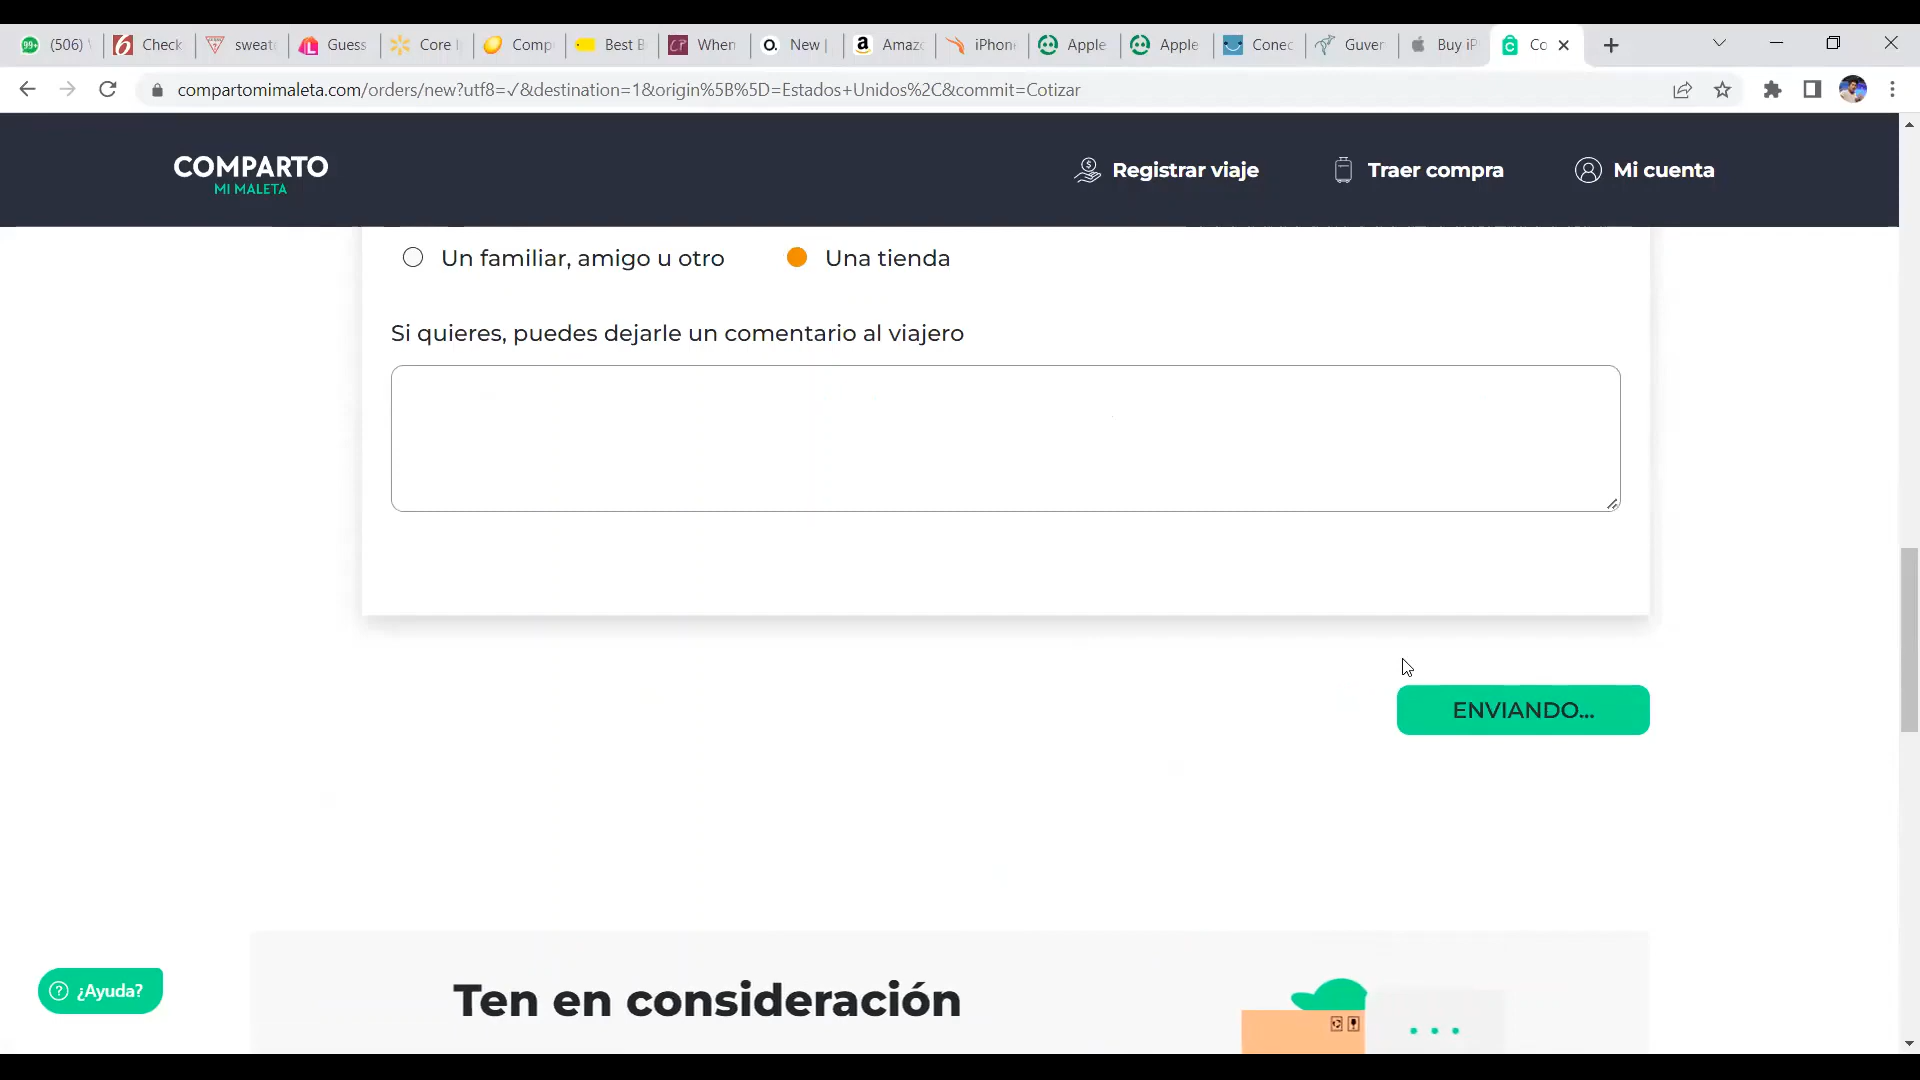 99+ (506) Check sweat Guess Core Comp Best B When O. New | a Amazo iPhon Apple Apple Conec Guver Buy iP Co
compartomimaleta.com/orders/new?utf8=✓&destination=1&origin%5B%5D=Estados+Unidos%2C&commit=Cotizar
COMPARTO
MI MALETA
Registrar viaje Traer compra Mi cuenta
Un familiar, amigo u otro Una tienda
Si quieres, puedes dejarle un comentario al viajero
ENVIANDO...
¿Ayuda?
Ten en consideración